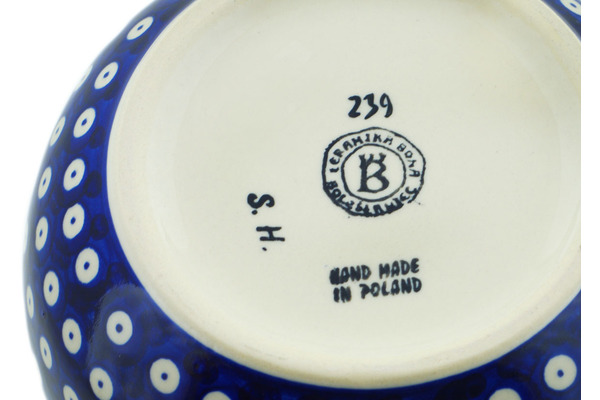 239
CERAMIKA BONA
BOLESŁAWIEC
B
S. H.
HAND MADE
IN POLAND